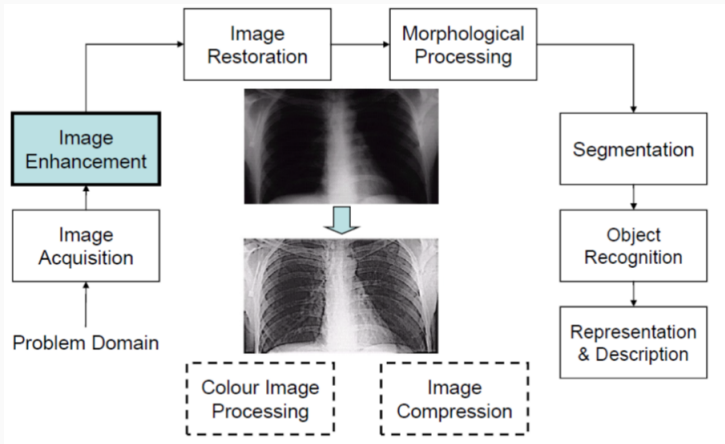 Image
Restoration
Morphological
Processing
Image
Enhancement
Segmentation
Image
Acquisition
Object
Recognition
Problem Domain
Representation
& Description
Colour Image
Processing
Image
Compression